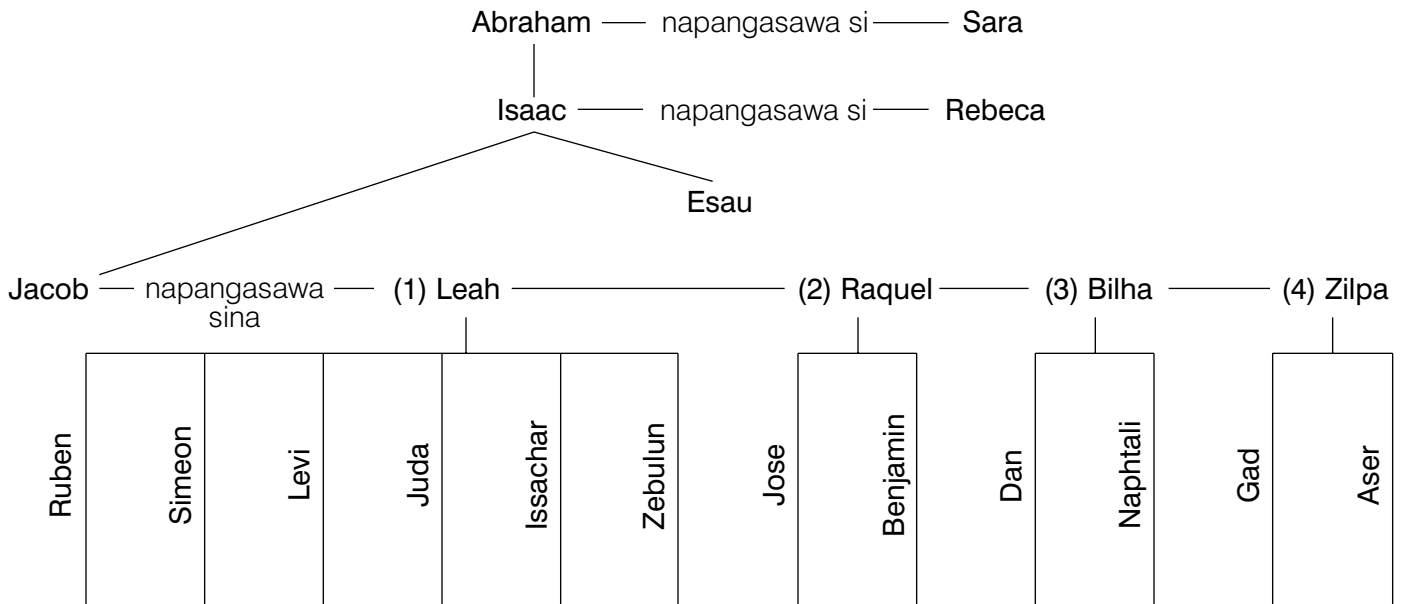 Abraham napangasawa si Sara
Isaac napangasawa si Rebeca
Esau
Jacob napangasawa sina (1) Leah (2) Raquel (3) Bilha (4) Zilpa
Ruben
Simeon
Levi
Juda
Issachar
Zebulun
Jose
Benjamin
Dan
Naphtali
Gad
Aser